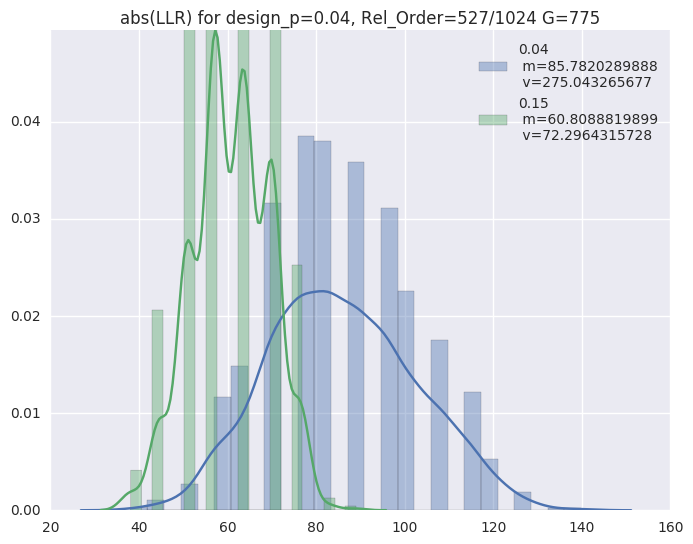 abs(LLR) for design_p=0.04, Rel_Order=527/1024 G=775
0.04
m=85.7820289888
v=275.043265677
0.15
m=60.8088819899
v=72.2964315728
0.04
0.03
0.02
0.01
0.00
20 40 60 80 100 120 140 160